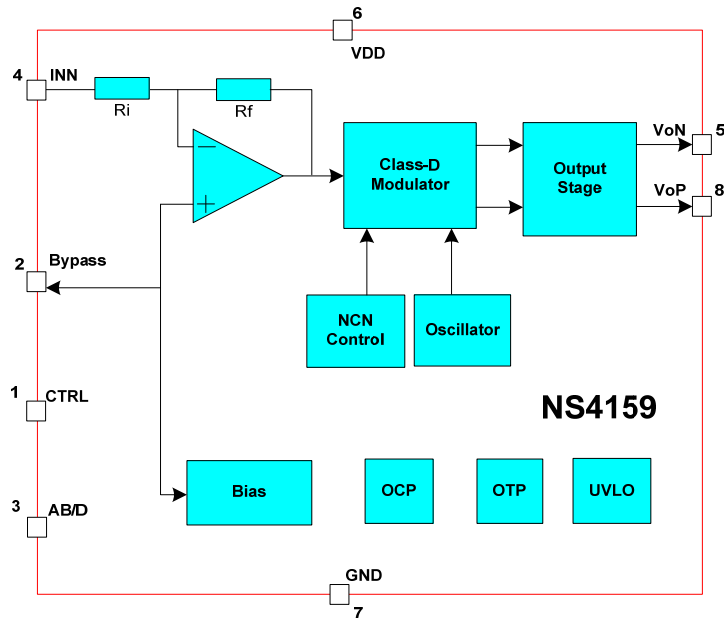 6
VDD
4
INN
Ri
Rf
Class-D
Modulator
Output
Stage
VoN
5
VoP
8
2
Bypass
NCN
Control
Oscillator
1
CTRL
NS4159
3
AB/D
Bias
OCP
OTP
UVLO
GND
7